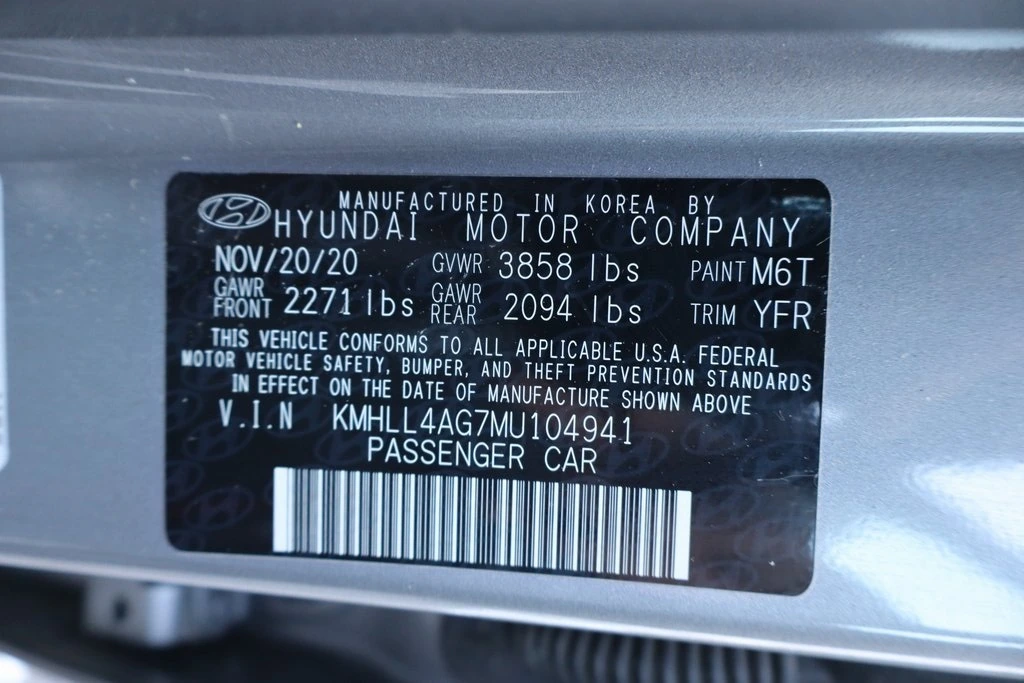 MANUFACTURED IN KOREA BY
HYUNDAI MOTOR COMPANY
NOV/20/20 GVWR 3858 lbs PAINT M6T
GAWR FRONT 2271 lbs GAWR REAR 2094 lbs TRIM YFR
THIS VEHICLE CONFORMS TO ALL APPLICABLE U.S.A. FEDERAL
MOTOR VEHICLE SAFETY, BUMPER, AND THEFT PREVENTION STANDARDS
IN EFFECT ON THE DATE OF MANUFACTURE SHOWN ABOVE
V.I.N KMHLL4AG7MU104941
PASSENGER CAR